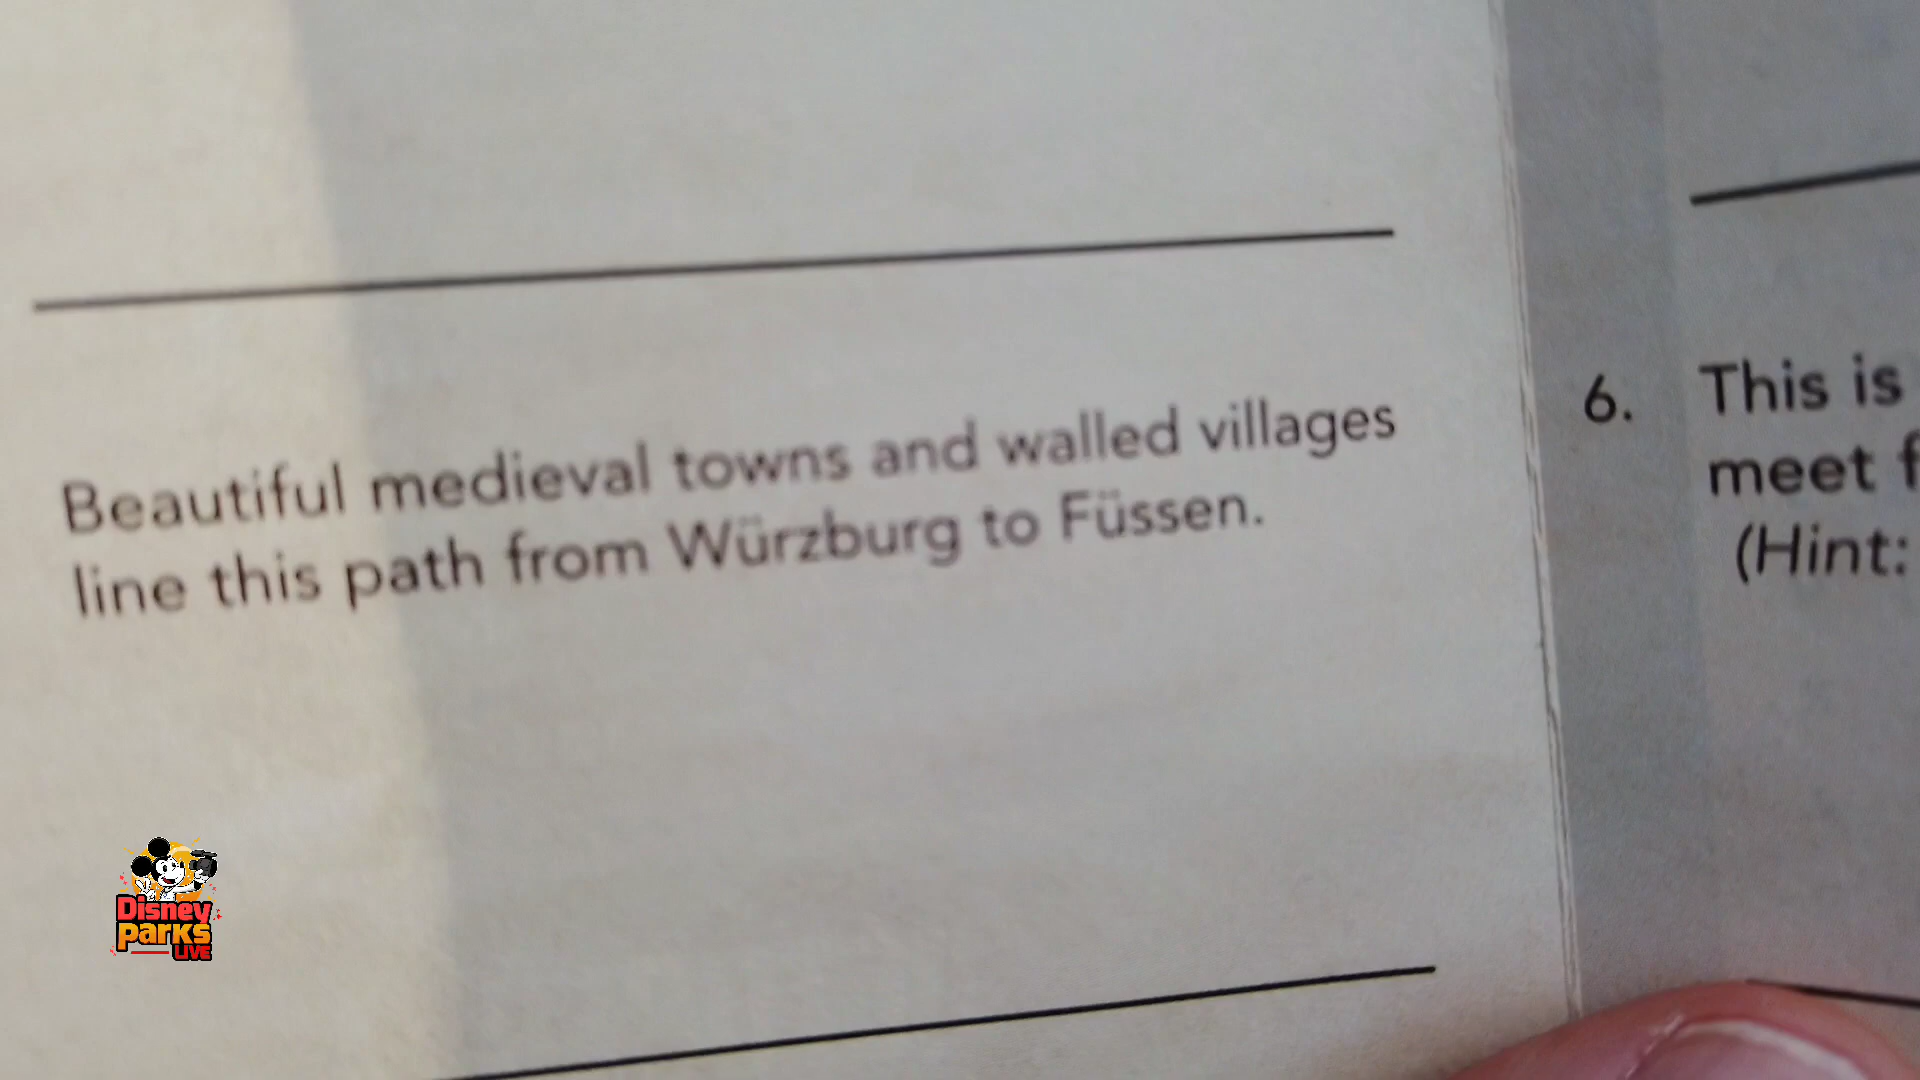 Beautiful medieval towns and walled villages
line this path from Würzburg to Füssen.
6. This is
meet f
(Hint:
Disney
parks
LIVE